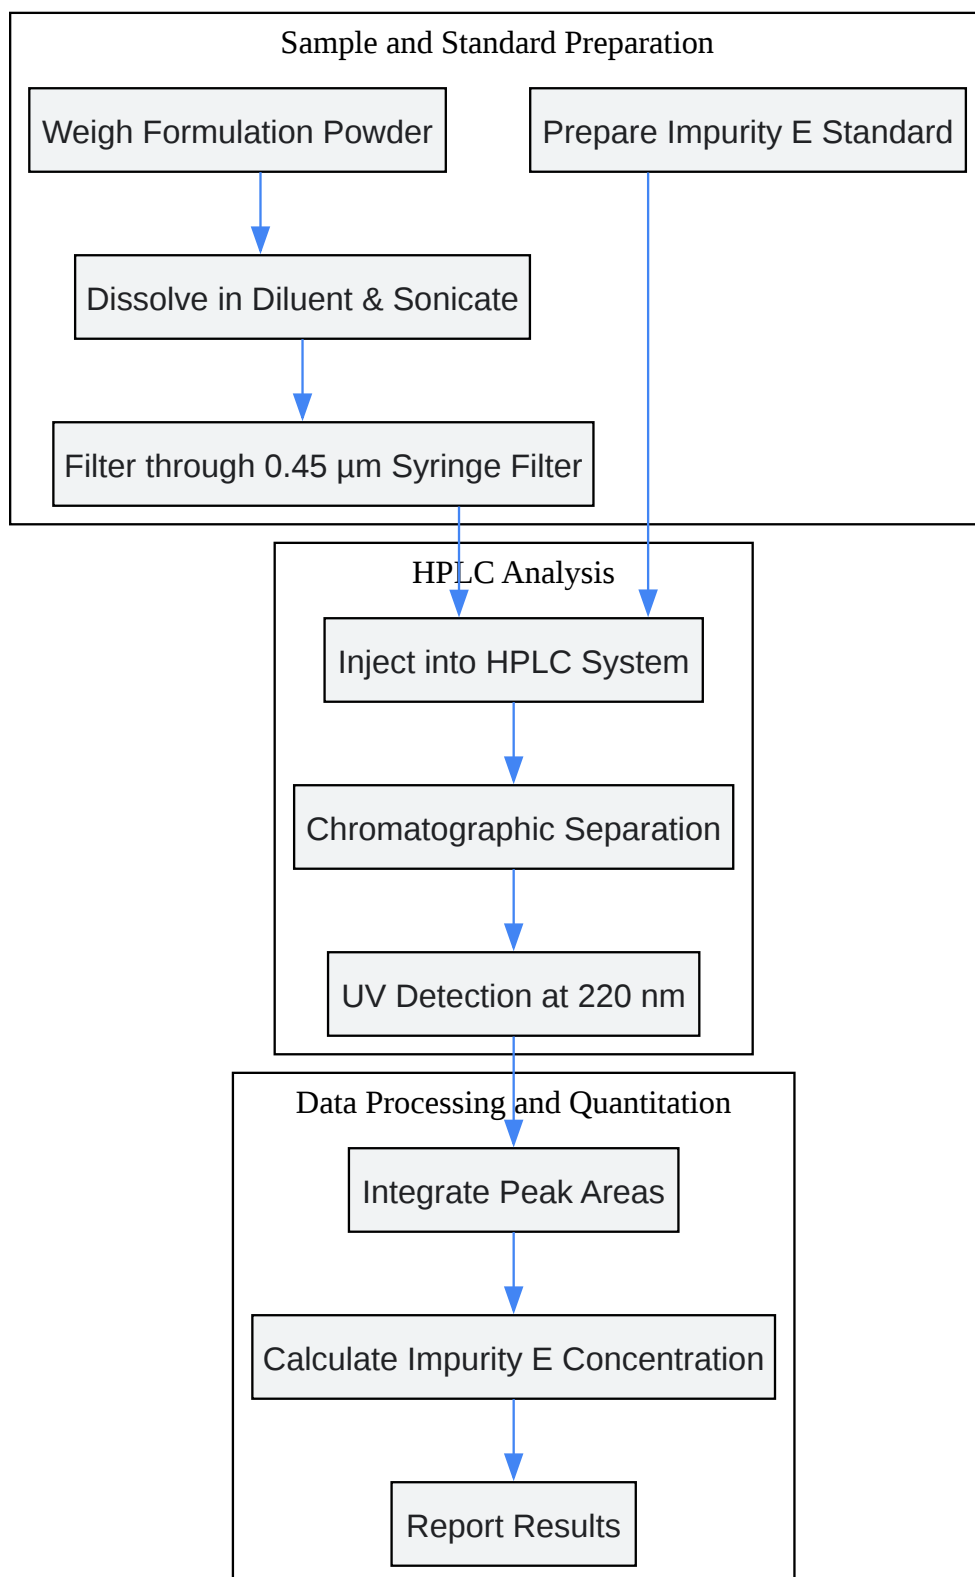 Sample and Standard Preparation
Weigh Formulation Powder
Prepare Impurity E Standard
Dissolve in Diluent & Sonicate
Filter through 0.45 µm Syringe Filter
HPLC Analysis
Inject into HPLC System
Chromatographic Separation
UV Detection at 220 nm
Data Processing and Quantitation
Integrate Peak Areas
Calculate Impurity E Concentration
Report Results